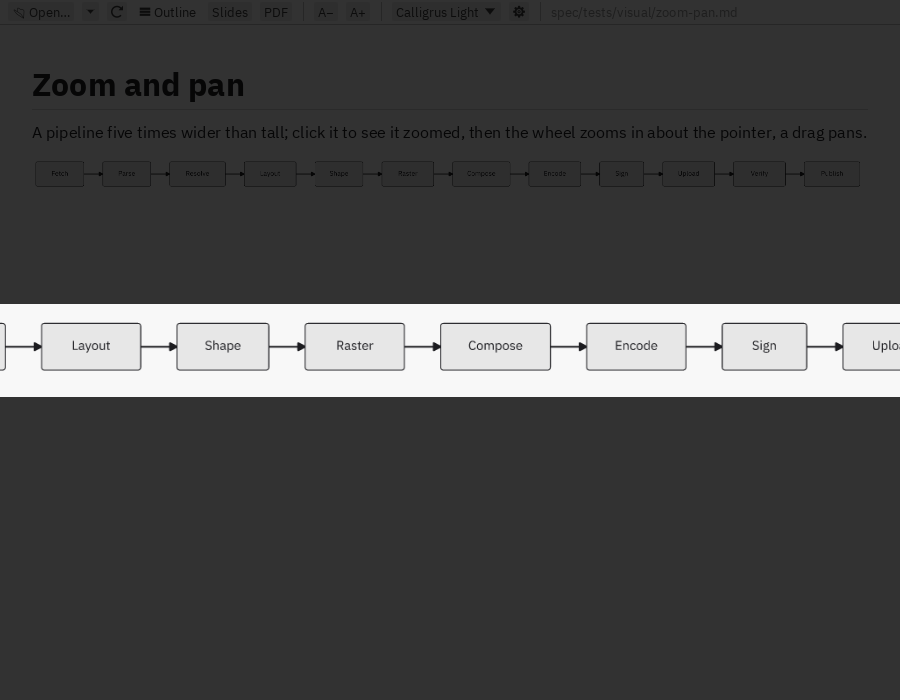 Open... Outline Slides PDF A− A+ Calligrus Light spec/tests/visual/zoom-pan.md
Zoom and pan
A pipeline five times wider than tall; click it to see it zoomed, then the wheel zooms in about the pointer, a drag pans.
Fetch Parse Resolve Layout Shape Raster Compose Encode Sign Upload Verify Publish
Layout Shape Raster Compose Encode Sign Uploa